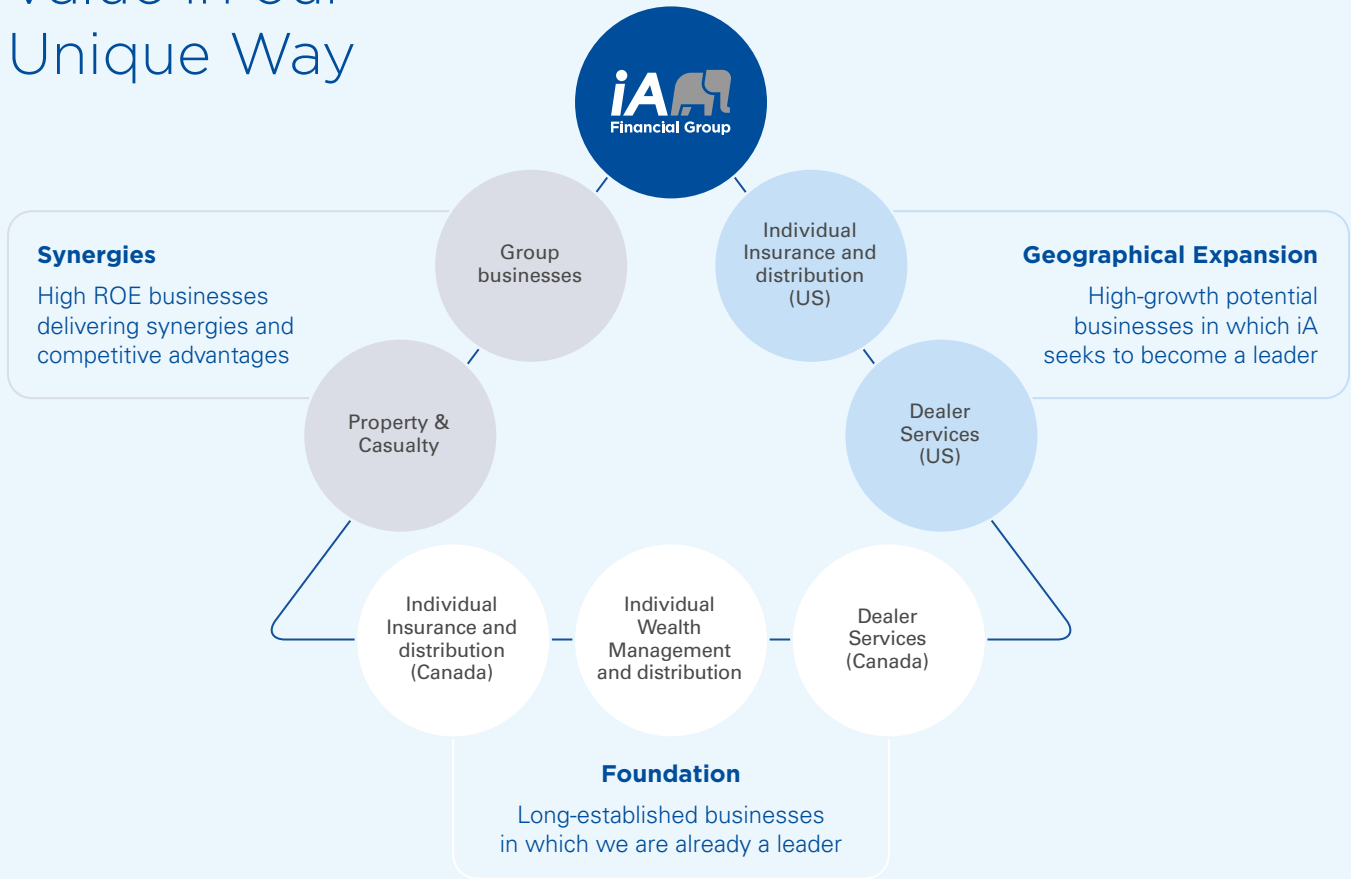 Unique Way
iA
Financial Group
Synergies
High ROE businesses
delivering synergies and
competitive advantages
Group
businesses
Individual
Insurance and
distribution
(US)
Geographical Expansion
High-growth potential
businesses in which iA
seeks to become a leader
Property &
Casualty
Dealer
Services
(US)
Individual
Insurance and
distribution
(Canada)
Individual
Wealth
Management
and distribution
Dealer
Services
(Canada)
Foundation
Long-established businesses
in which we are already a leader